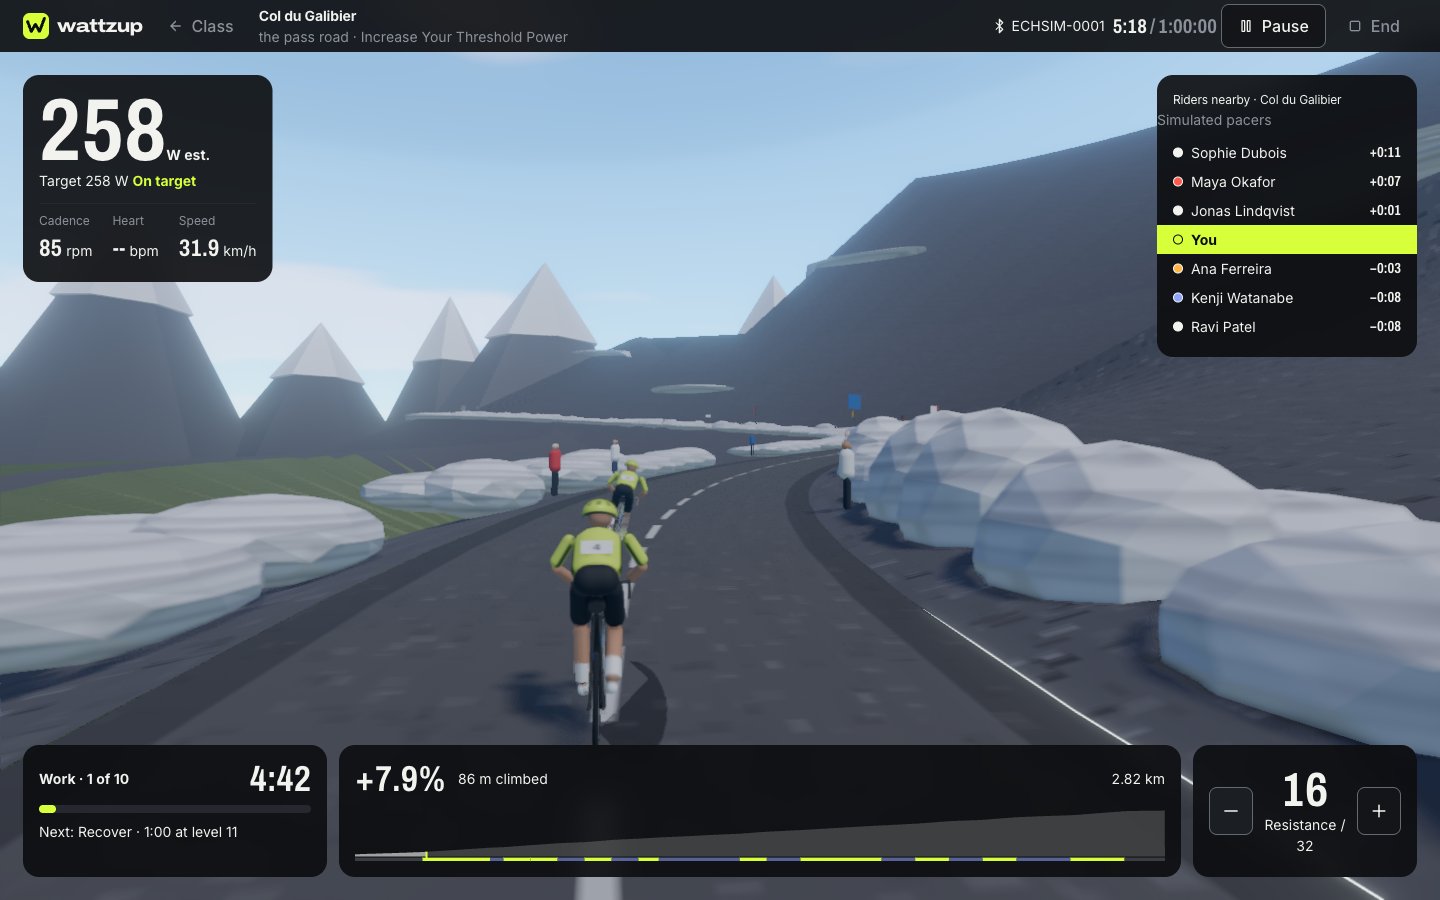 W wattzup
Class
Col du Galibier
the pass road · Increase Your Threshold Power
ECHSIM-0001
5:18 / 1:00:00
Pause
End
258 W est.
Target 258 W On target
Cadence Heart Speed
85 rpm -- bpm 31.9 km/h
Riders nearby · Col du Galibier
Simulated pacers
Sophie Dubois +0:11
Maya Okafor +0:07
Jonas Lindqvist +0:01
You
Ana Ferreira −0:03
Kenji Watanabe −0:08
Ravi Patel −0:08
Work · 1 of 10 4:42
Next: Recover · 1:00 at level 11
+7.9% 86 m climbed 2.82 km
−
16
+
Resistance /
32